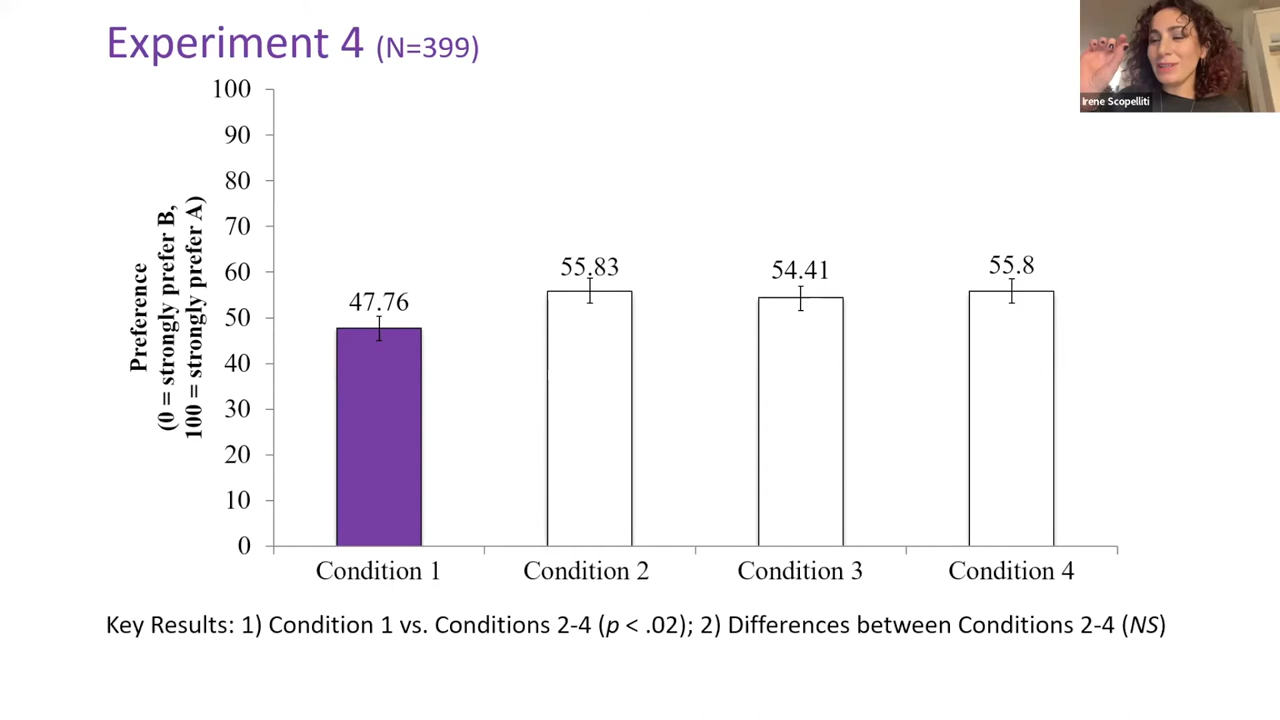 Experiment 4 (N=399)
Irene Scopelliti
Preference
(0 = strongly prefer B,
100 = strongly prefer A)
100
90
80
70
60
50
40
30
20
10
0
47.76
55.83
54.41
55.8
Condition 1
Condition 2
Condition 3
Condition 4
Key Results: 1) Condition 1 vs. Conditions 2-4 (p < .02); 2) Differences between Conditions 2-4 (NS)